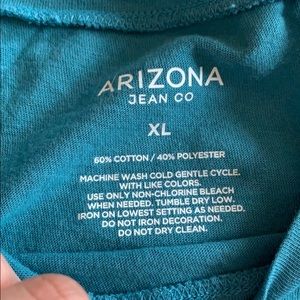 ARIZONA
JEAN CO
XL
60% COTTON / 40% POLYESTER
MACHINE WASH COLD GENTLE CYCLE.
WITH LIKE COLORS.
USE ONLY NON-CHLORINE BLEACH
WHEN NEEDED. TUMBLE DRY LOW.
IRON ON LOWEST SETTING AS NEEDED.
DO NOT IRON DECORATION.
DO NOT DRY CLEAN.